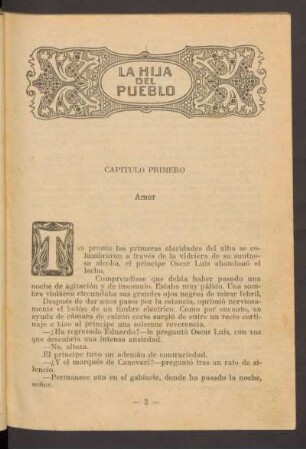 LA HIJA
DEL
PUEBLO
CAPITULO PRIMERO
Amor
TAN pronto las primeras claridades del alba se co-
lumbraron a través de la vidriera de su suntuo-
sa alcoba, el príncipe Oscar Luis abandonó el
lecho.
Comprendíase que debía haber pasado una
noche de agitación y de insomnio. Estaba muy pálido. Una som-
bra violácea circundaba sus grandes ojos negros de mirar febril.
Después de dar unos pasos por la estancia, oprimió nerviosamen-
te el botón de un timbre eléctrico. Como por encanto, un
ayuda de cámara de calzón corto surgió de entre un recio corti-
naje e hizo al príncipe una solemne reverencia.
—¿Ha regresado Eduardo?—le preguntó Oscar Luis, con voz
que descubría una intensa ansiedad.
—No, alteza.
El príncipe tuvo un ademán de contrariedad.
—¿Y el marqués de Canovari?—preguntó tras un rato de si-
lencio.
—Permanece aún en el gabinete, donde ha pasado la noche,
señor.
— 3 —